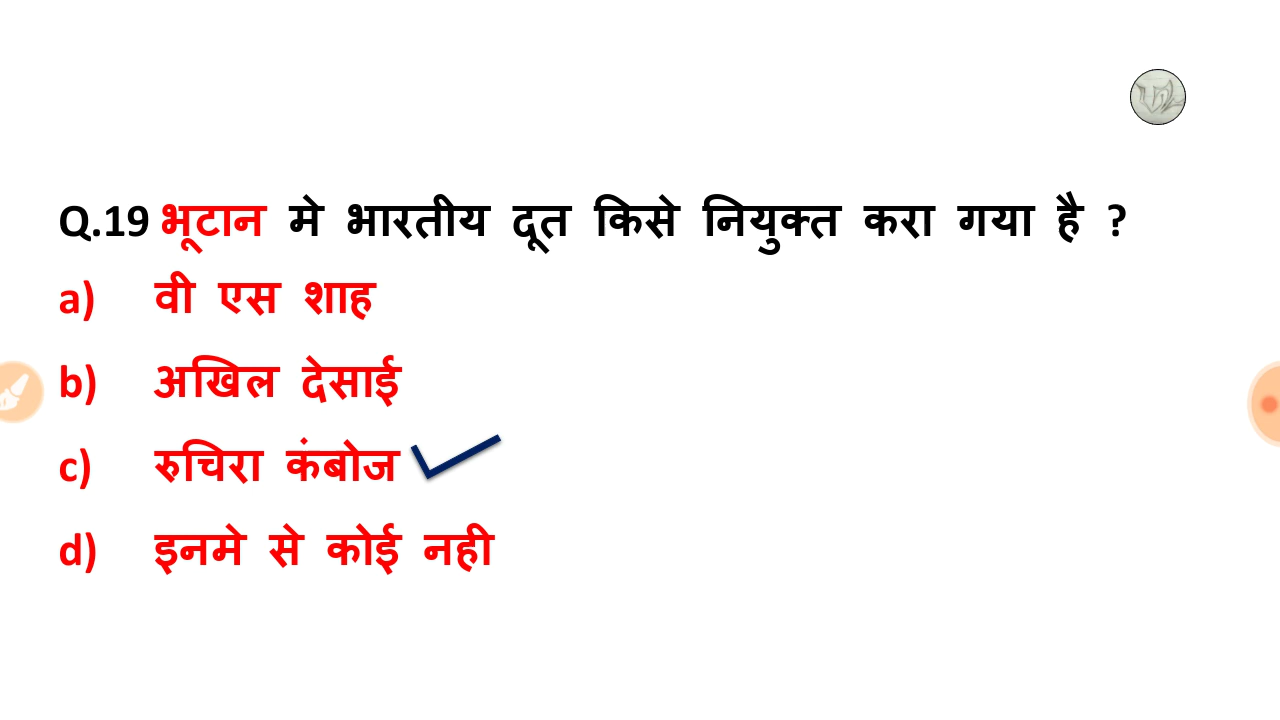 Q.19 भूटान मे भारतीय दूत किसे नियुक्त करा गया है ?
a) वी एस शाह
b) अखिल देसाई
c) रुचिरा कंबोज
d) इनमे से कोई नही